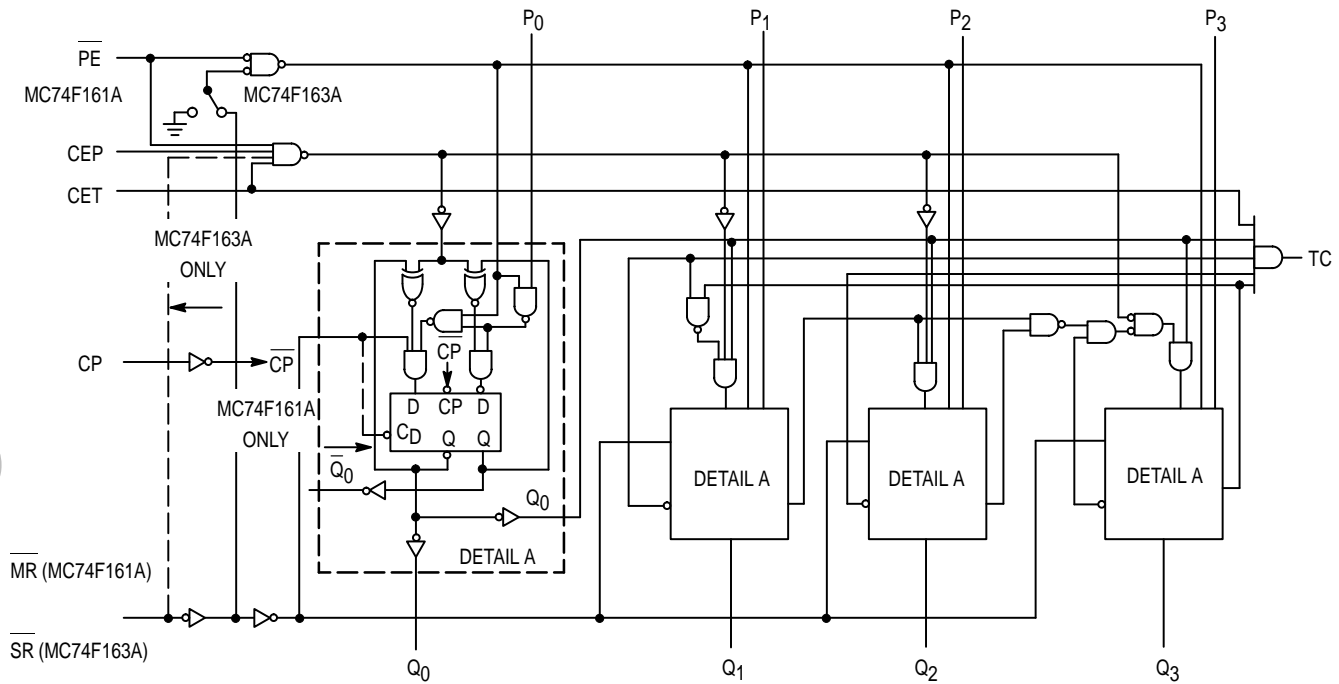 P0
P1
P2
P3
PE
MC74F161A
MC74F163A
CEP
CET
MC74F163A
ONLY
TC
CP
CP
CP
MC74F161A
ONLY
D
CP
D
CD
Q
Q
Q0
Q0
DETAIL A
DETAIL A
DETAIL A
DETAIL A
MR (MC74F161A)
SR (MC74F163A)
Q0
Q1
Q2
Q3